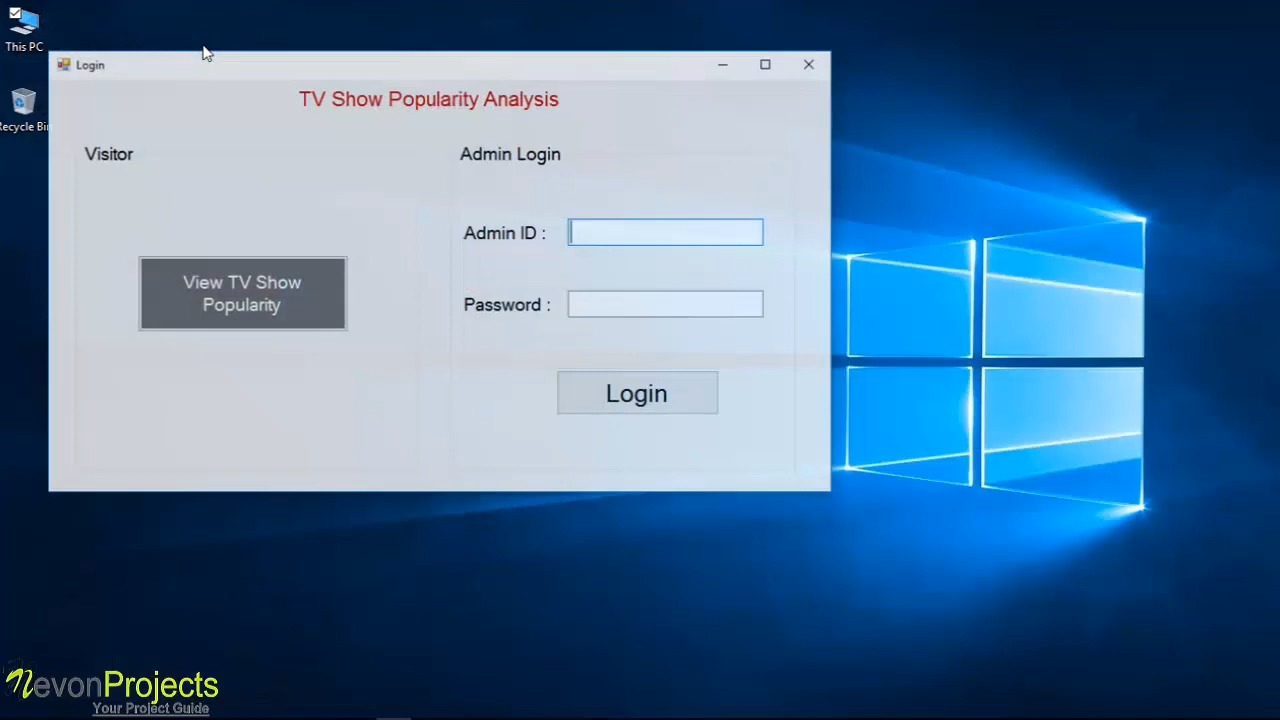 This PC
Recycle Bin
Login
TV Show Popularity Analysis
Visitor
View TV Show
Popularity
Admin Login
Admin ID :
Password :
Login
NevonProjects
Your Project Guide